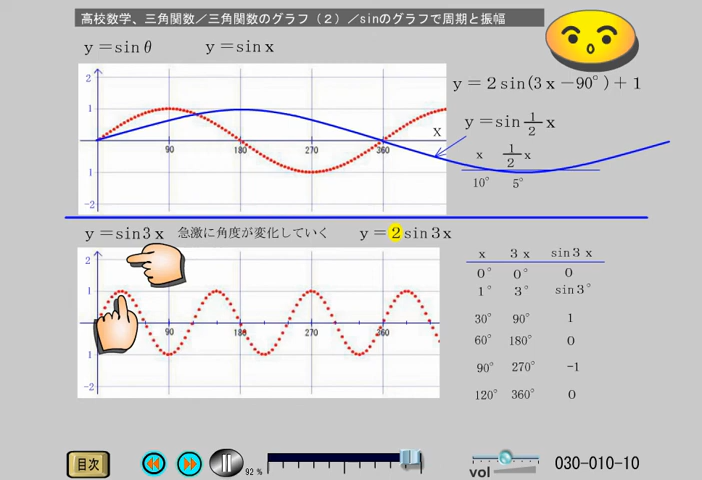 高校数学、三角関数／三角関数のグラフ（２）／sinのグラフで周期と振幅
y＝sinθ
y＝sinx
y＝2sin(3x－90°)＋1
y＝sin 1/2 x
x 1/2 x
10° 5°
2
1
1
-2
90 180 270 360
x
y＝sin3x 急激に角度が変化していく y＝2sin3x
2
1
1
-2
90 180 270 360
x 3x sin3x
0° 0° 0
1° 3° sin3°
30° 90° 1
60° 180° 0
90° 270° -1
120° 360° 0
目次
92 %
vol
030-010-10